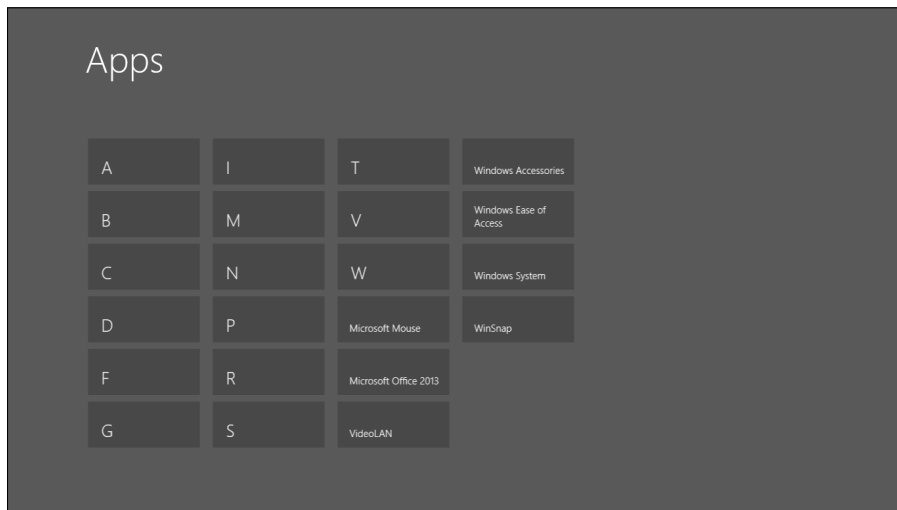 Apps
A
B
C
D
F
G
I
M
N
P
R
S
T
V
W
Microsoft Mouse
Microsoft Office 2013
VideoLAN
Windows Accessories
Windows Ease of
Access
Windows System
WinSnap